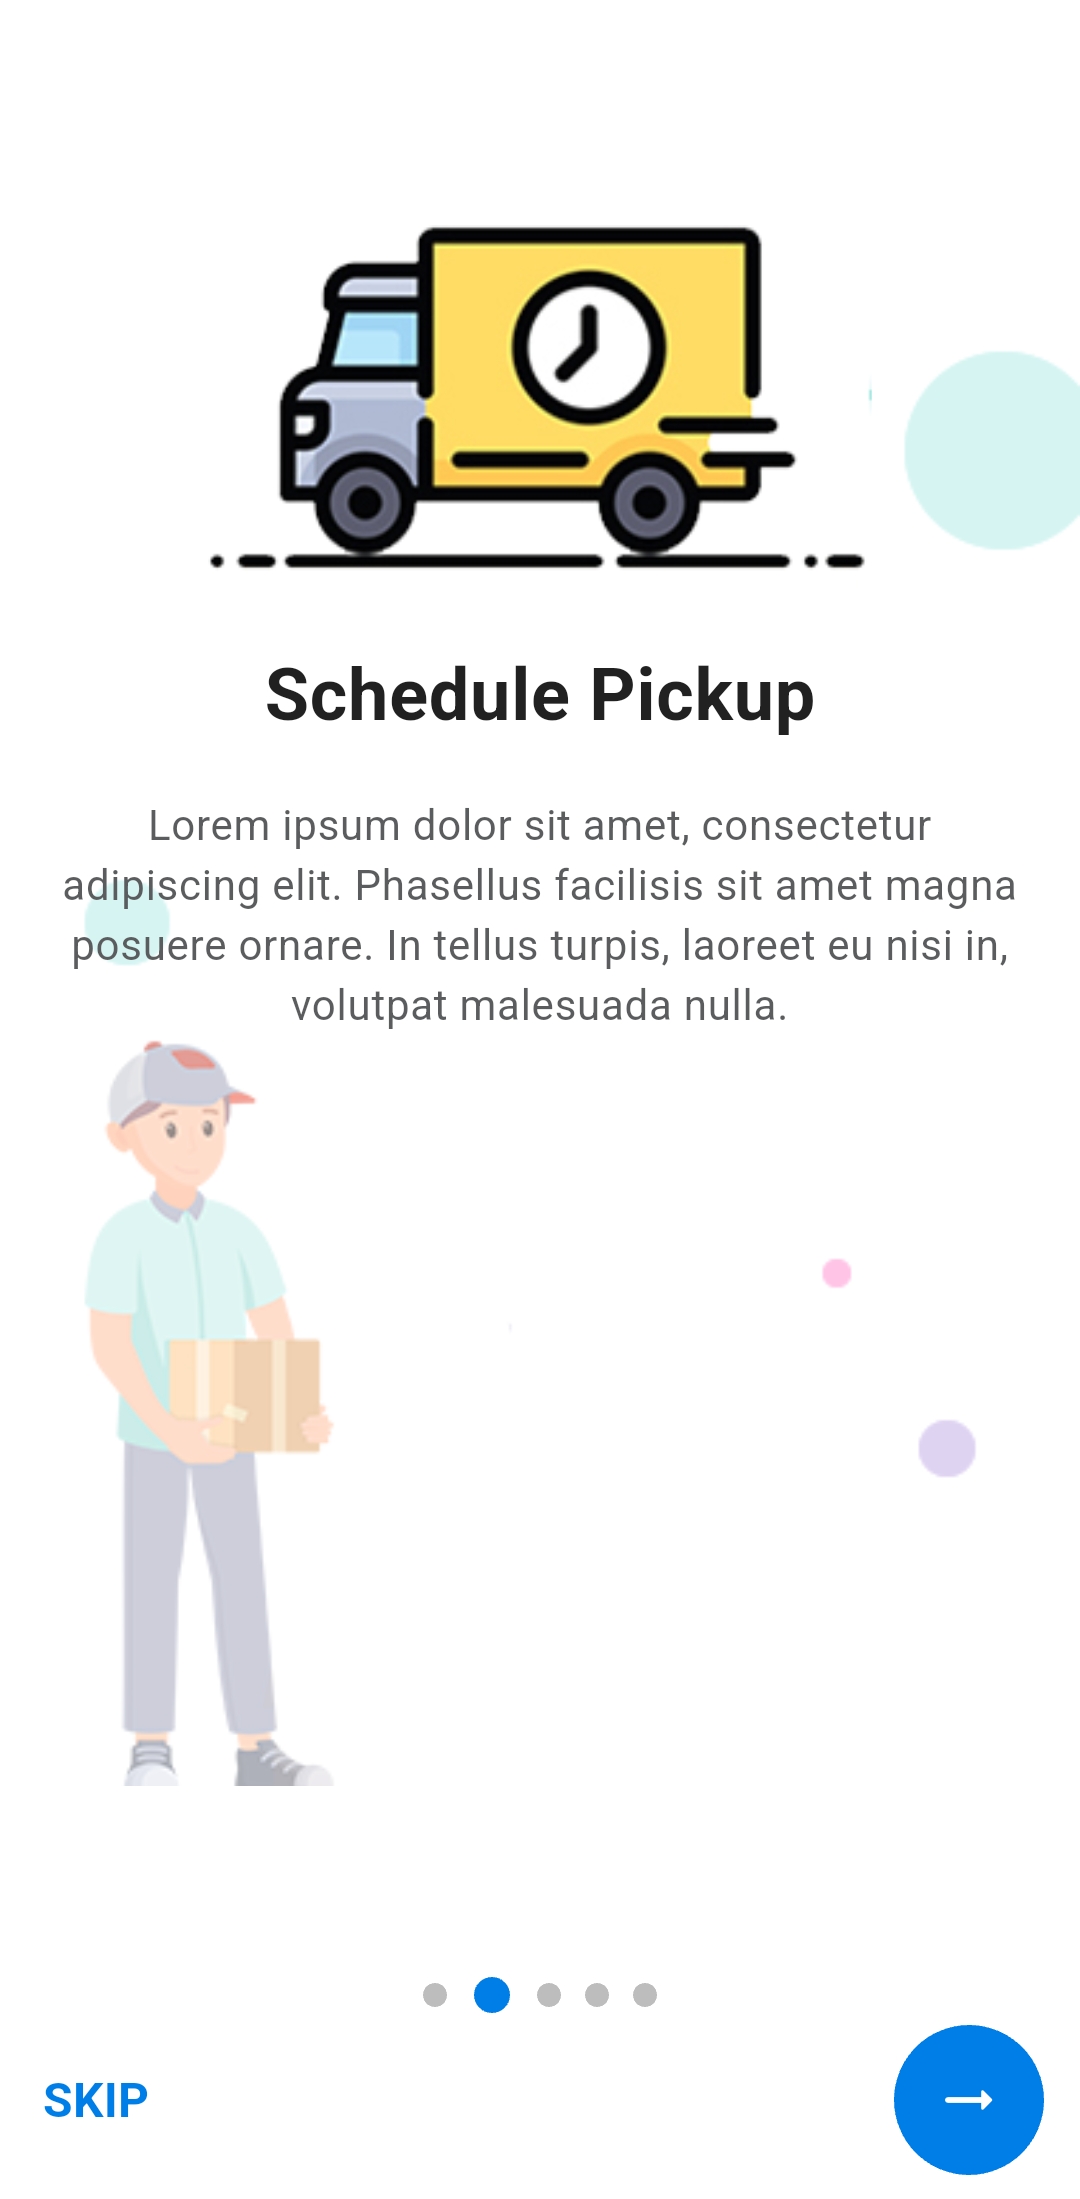 Schedule Pickup
Lorem ipsum dolor sit amet, consectetur
adipiscing elit. Phasellus facilisis sit amet magna
posuere ornare. In tellus turpis, laoreet eu nisi in,
volutpat malesuada nulla.
SKIP